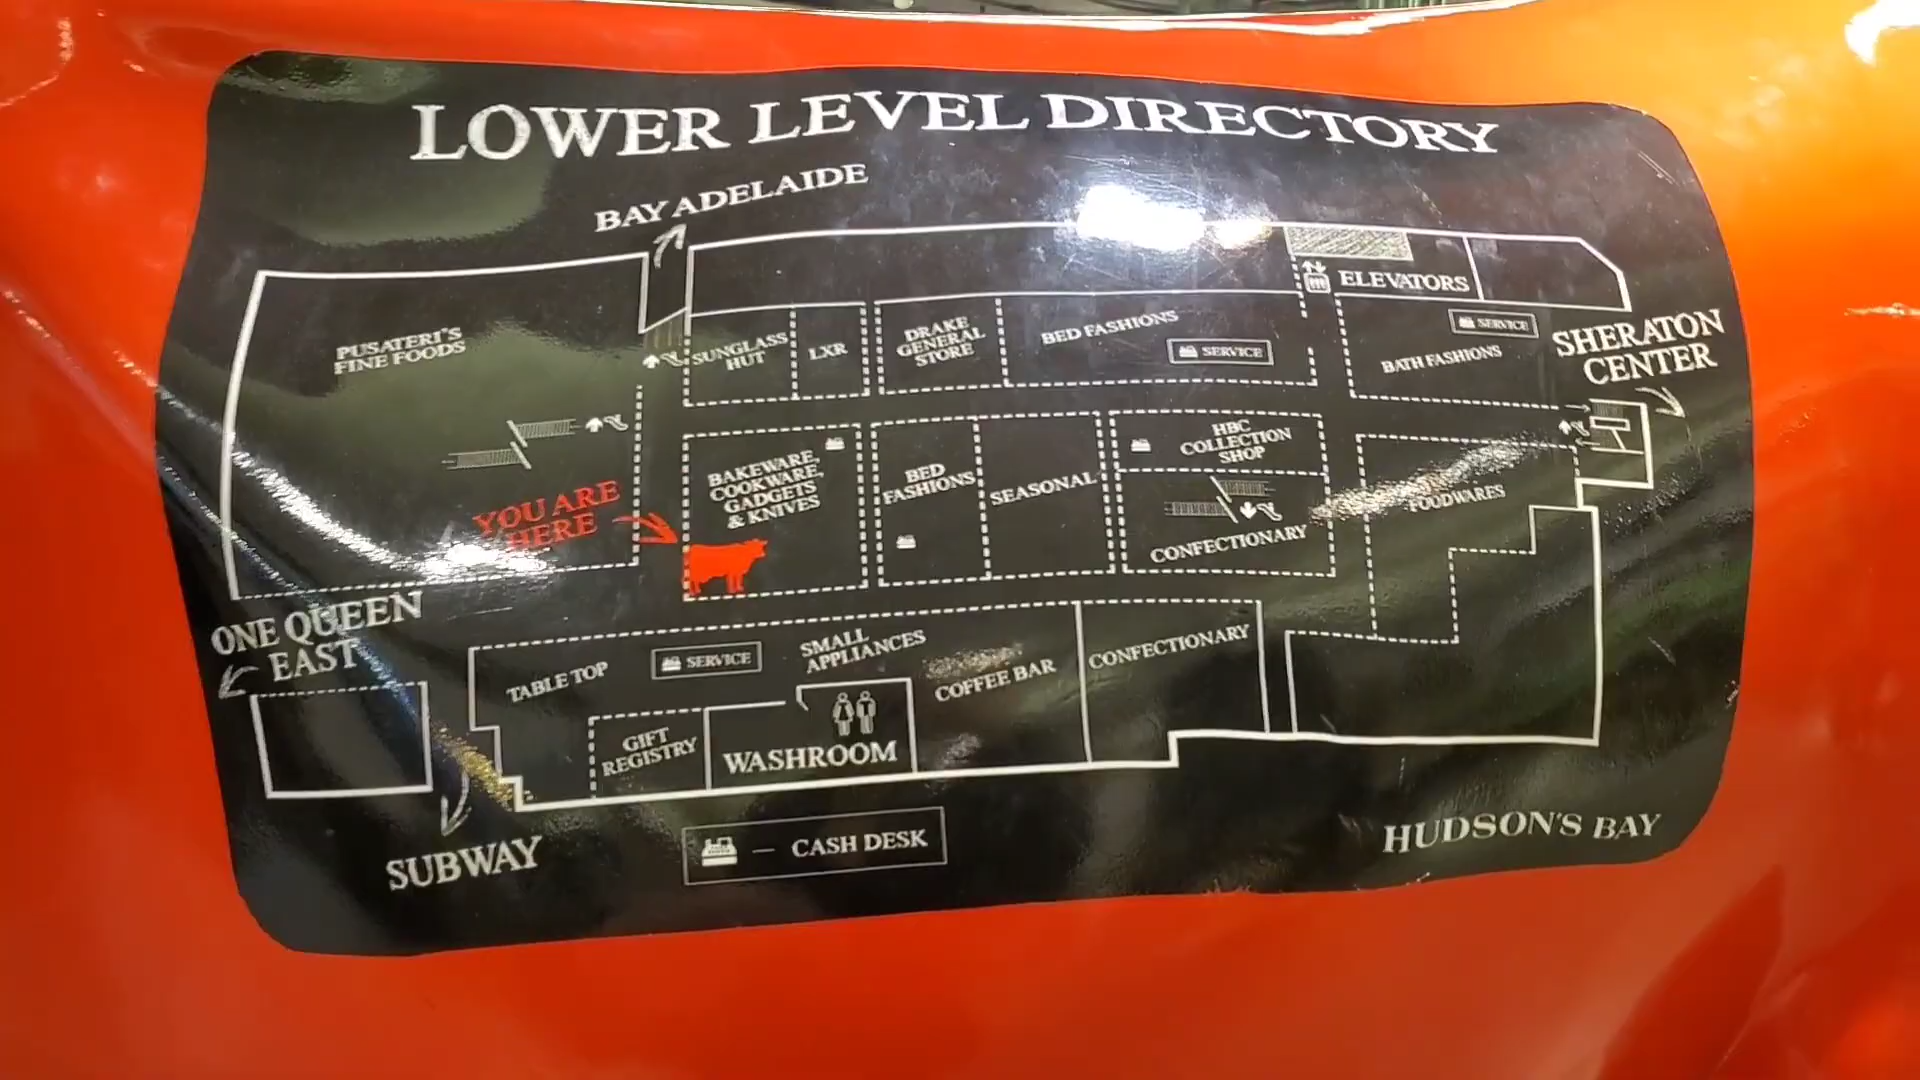 LOWER LEVEL DIRECTORY
BAY ADELAIDE
ELEVATORS
PUSATERI'S
FINE FOODS
SUNGLASS
HUT
LXR
DRAKE
GENERAL
STORE
BED FASHIONS
SERVICE
SERVICE
BATH FASHIONS
SHERATON
CENTER
YOU ARE
HERE
BAKEWARE,
COOKWARE,
GADGETS
& KNIVES
BED
FASHIONS
SEASONAL
HBC
COLLECTION
SHOP
CONFECTIONARY
FOODWARES
ONE QUEEN
EAST
TABLE TOP
SERVICE
SMALL
APPLIANCES
COFFEE BAR
CONFECTIONARY
GIFT
REGISTRY
WASHROOM
SUBWAY
— CASH DESK
HUDSON'S BAY